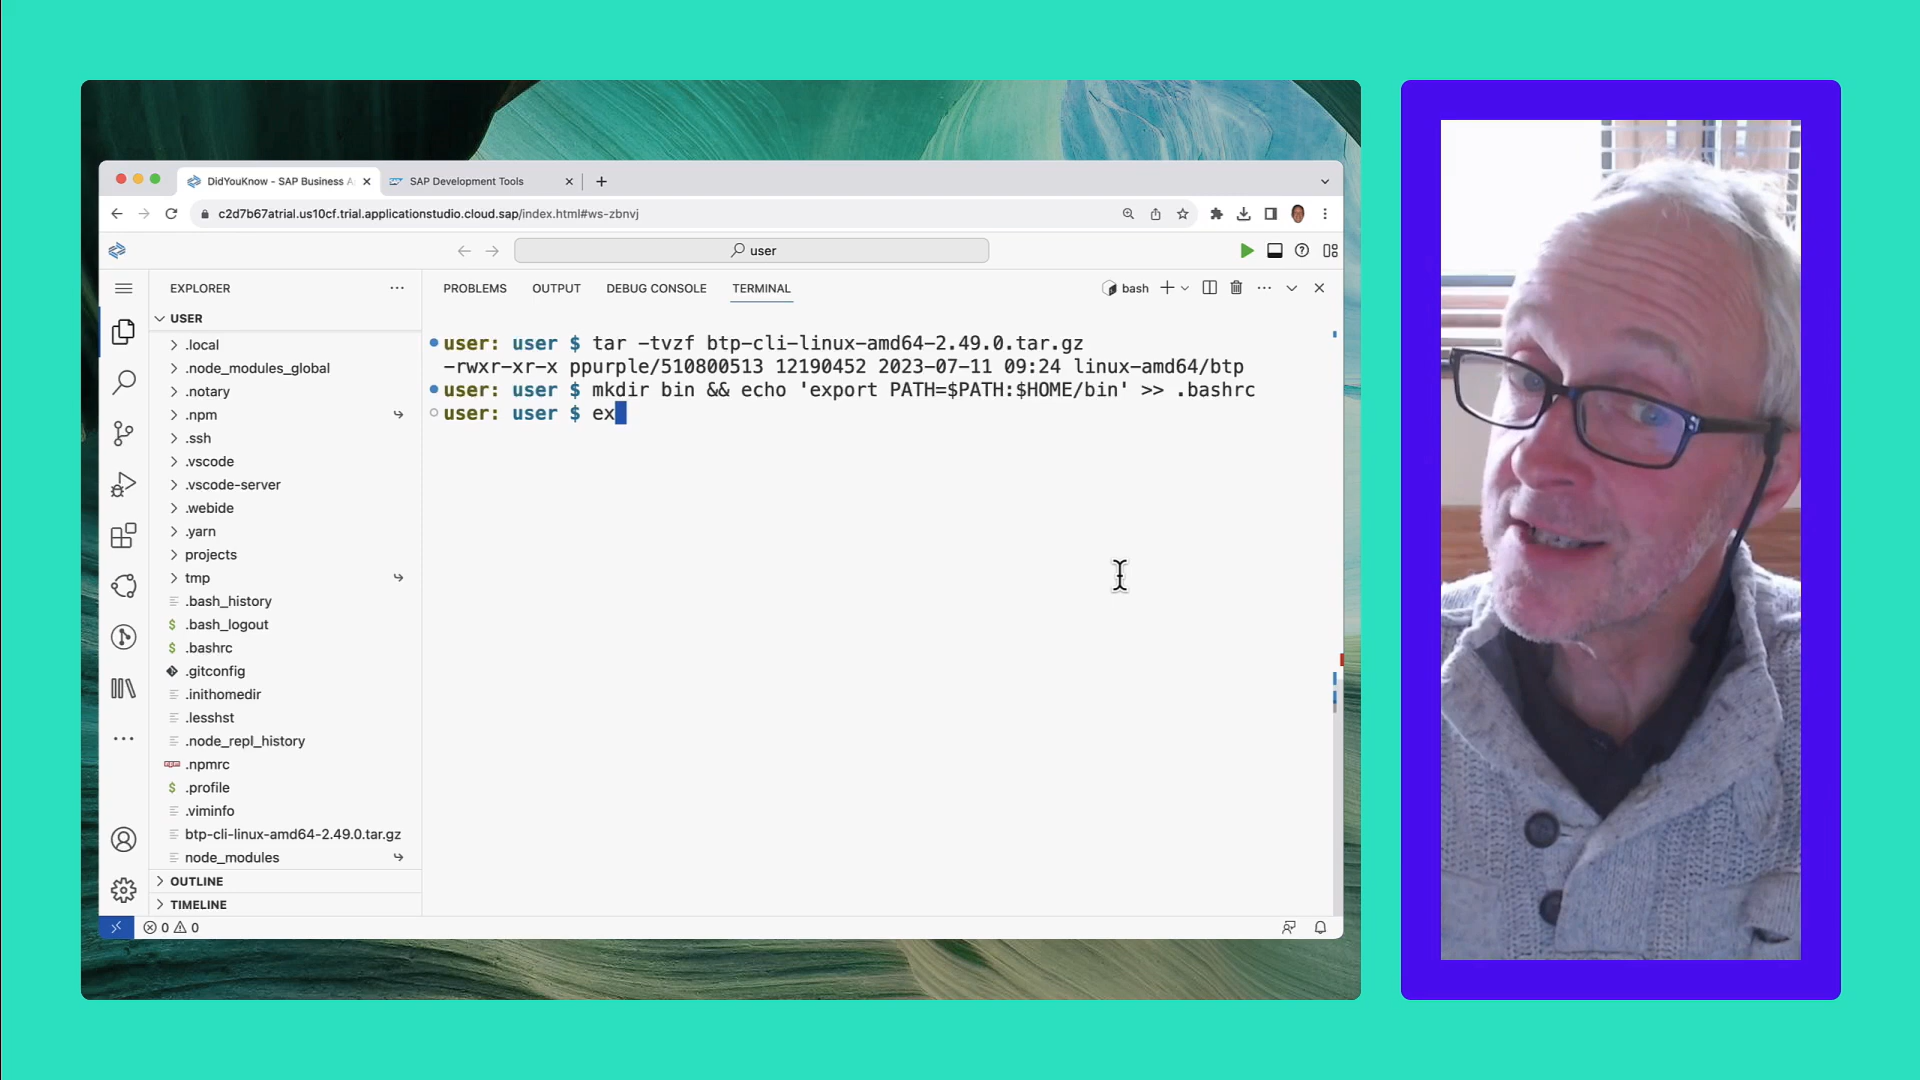 DidYouKnow - SAP Business A
SAP Development Tools
c2d7b67atrial.us10cf.trial.applicationstudio.cloud.sap/index.html#ws-zbnvj
user
EXPLORER
PROBLEMS
OUTPUT
DEBUG CONSOLE
TERMINAL
bash
USER
.local
.node_modules_global
.notary
.npm
.ssh
.vscode
.vscode-server
.webide
.yarn
projects
tmp
.bash_history
.bash_logout
.bashrc
.gitconfig
.inithomedir
.lesshst
.node_repl_history
.npmrc
.profile
.viminfo
btp-cli-linux-amd64-2.49.0.tar.gz
node_modules
OUTLINE
TIMELINE
0
0
user: user $ tar -tvzf btp-cli-linux-amd64-2.49.0.tar.gz
-rwxr-xr-x ppurple/510800513 12190452 2023-07-11 09:24 linux-amd64/btp
user: user $ mkdir bin && echo 'export PATH=$PATH:$HOME/bin' >> .bashrc
user: user $ ex